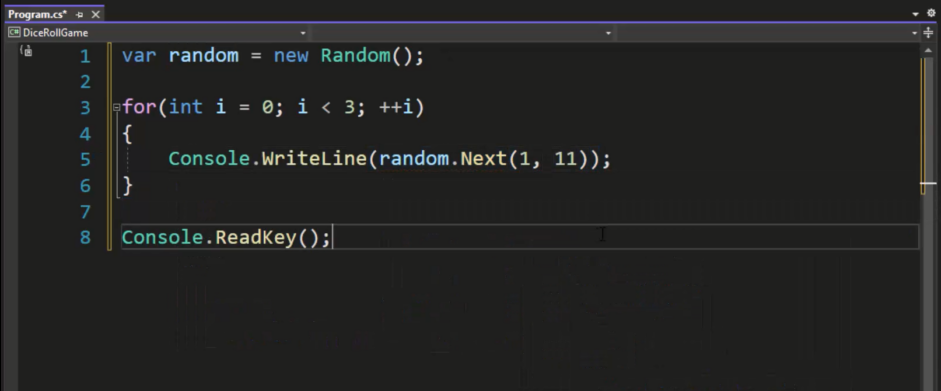 Program.cs*
DiceRollGame
1 var random = new Random();
2
3 for(int i = 0; i < 3; ++i)
4 {
5 Console.WriteLine(random.Next(1, 11));
6 }
7
8 Console.ReadKey();